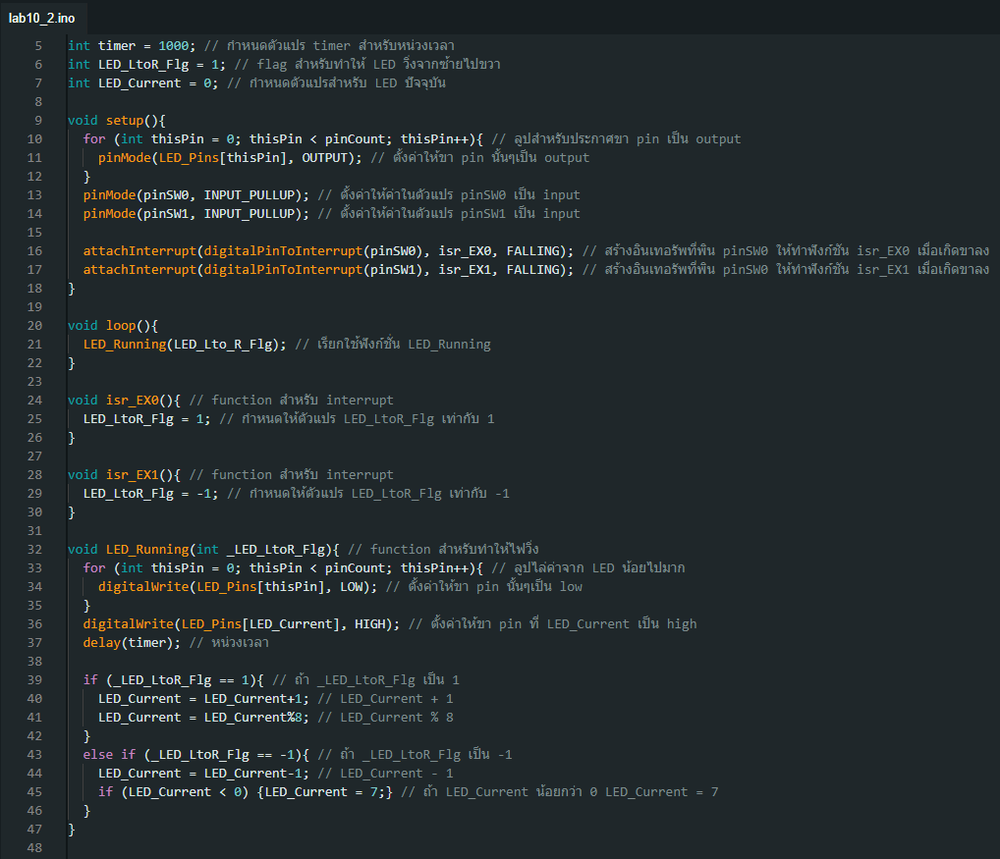 lab10_2.ino
5 int timer = 1000; // กำหนดตัวแปร timer สำหรับหน่วงเวลา
6 int LED_LtoR_Flg = 1; // flag สำหรับทำให้ LED วิ่งจากซ้ายไปขวา
7 int LED_Current = 0; // กำหนดตัวแปรสำหรับ LED ปัจจุบัน
8
9 void setup(){
10 for (int thisPin = 0; thisPin < pinCount; thisPin++){ // ลูปสำหรับประกาศขา pin เป็น output
11 pinMode(LED_Pins[thisPin], OUTPUT); // ตั้งค่าให้ขา pin นั้นๆเป็น output
12 }
13 pinMode(pinSW0, INPUT_PULLUP); // ตั้งค่าให้ค่าในตัวแปร pinSW0 เป็น input
14 pinMode(pinSW1, INPUT_PULLUP); // ตั้งค่าให้ค่าในตัวแปร pinSW1 เป็น input
15
16 attachInterrupt(digitalPinToInterrupt(pinSW0), isr_EX0, FALLING); // สร้างอินเทอรัพที่พิน pinSW0 ให้ทำฟังก์ชัน isr_EX0 เมื่อเกิดขาลง
17 attachInterrupt(digitalPinToInterrupt(pinSW1), isr_EX1, FALLING); // สร้างอินเทอรัพที่พิน pinSW0 ให้ทำฟังก์ชัน isr_EX1 เมื่อเกิดขาลง
18 }
19
20 void loop(){
21 LED_Running(LED_Lto_R_Flg); // เรียกใช้ฟังก์ชั่น LED_Running
22 }
23
24 void isr_EX0(){ // function สำหรับ interrupt
25 LED_LtoR_Flg = 1; // กำหนดให้ตัวแปร LED_LtoR_Flg เท่ากับ 1
26 }
27
28 void isr_EX1(){ // function สำหรับ interrupt
29 LED_LtoR_Flg = -1; // กำหนดให้ตัวแปร LED_LtoR_Flg เท่ากับ -1
30 }
31
32 void LED_Running(int _LED_LtoR_Flg){ // function สำหรับทำให้ไฟวิ่ง
33 for (int thisPin = 0; thisPin < pinCount; thisPin++){ // ลูปไล่ค่าจาก LED น้อยไปมาก
34 digitalWrite(LED_Pins[thisPin], LOW); // ตั้งค่าให้ขา pin นั้นๆเป็น low
35 }
36 digitalWrite(LED_Pins[LED_Current], HIGH); // ตั้งค่าให้ขา pin ที่ LED_Current เป็น high
37 delay(timer); // หน่วงเวลา
38
39 if (_LED_LtoR_Flg == 1){ // ถ้า _LED_LtoR_Flg เป็น 1
40 LED_Current = LED_Current+1; // LED_Current + 1
41 LED_Current = LED_Current%8; // LED_Current % 8
42 }
43 else if (_LED_LtoR_Flg == -1){ // ถ้า _LED_LtoR_Flg เป็น -1
44 LED_Current = LED_Current-1; // LED_Current - 1
45 if (LED_Current < 0) {LED_Current = 7;} // ถ้า LED_Current น้อยกว่า 0 LED_Current = 7
46 }
47 }
48